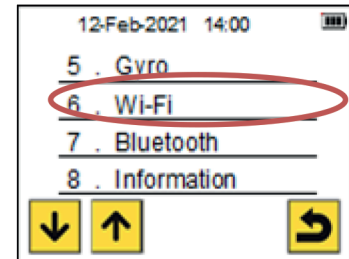 12-Feb-2021 14:00
5 . Gyro
6 . Wi-Fi
7 . Bluetooth
8 . Information